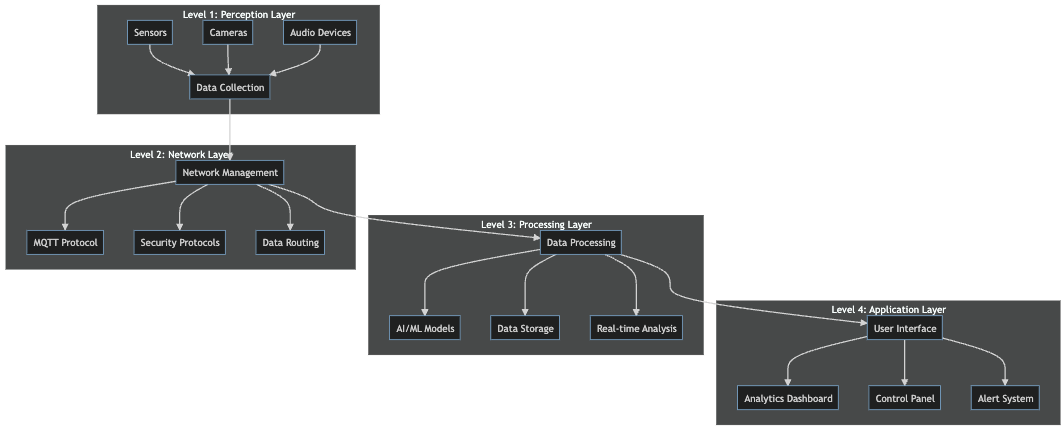 Level 1: Perception Layer
Sensors
Cameras
Audio Devices
Data Collection
Level 2: Network Layer
Network Management
MQTT Protocol
Security Protocols
Data Routing
Level 3: Processing Layer
Data Processing
AI/ML Models
Data Storage
Real-time Analysis
Level 4: Application Layer
User Interface
Analytics Dashboard
Control Panel
Alert System